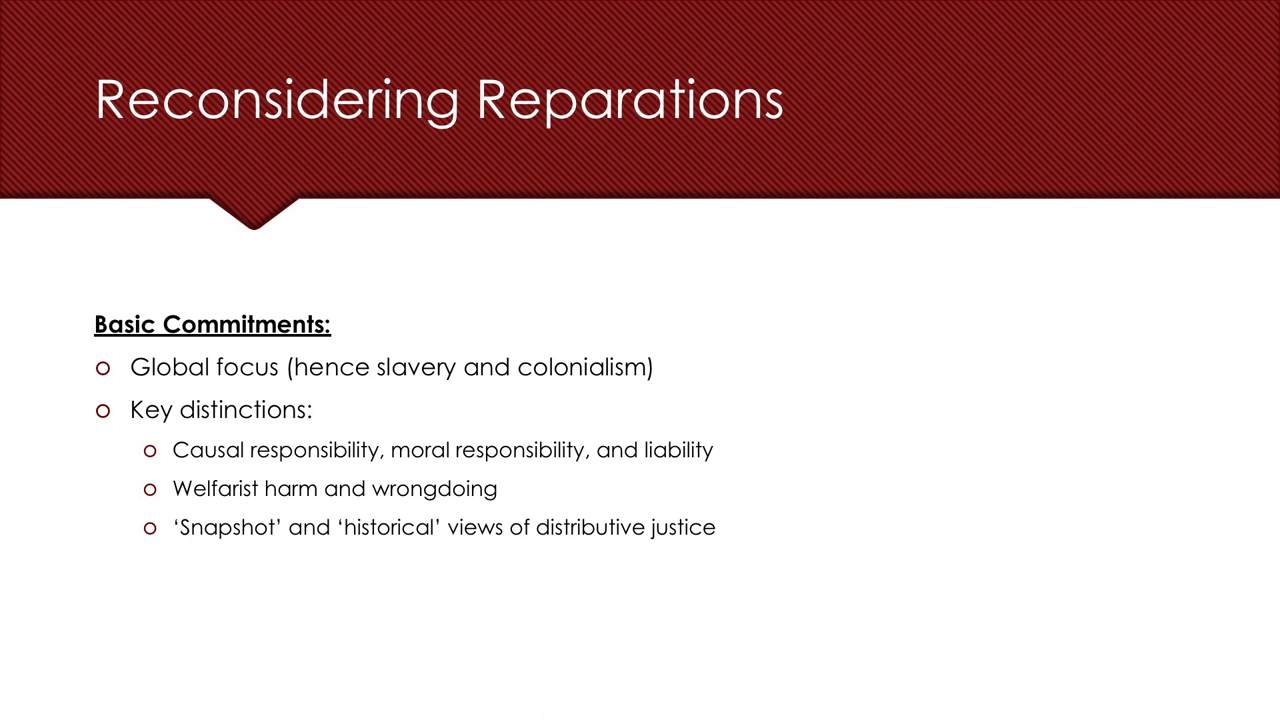 Reconsidering Reparations
Basic Commitments:
Global focus (hence slavery and colonialism)
Key distinctions:
Causal responsibility, moral responsibility, and liability
Welfarist harm and wrongdoing
‘Snapshot’ and ‘historical’ views of distributive justice